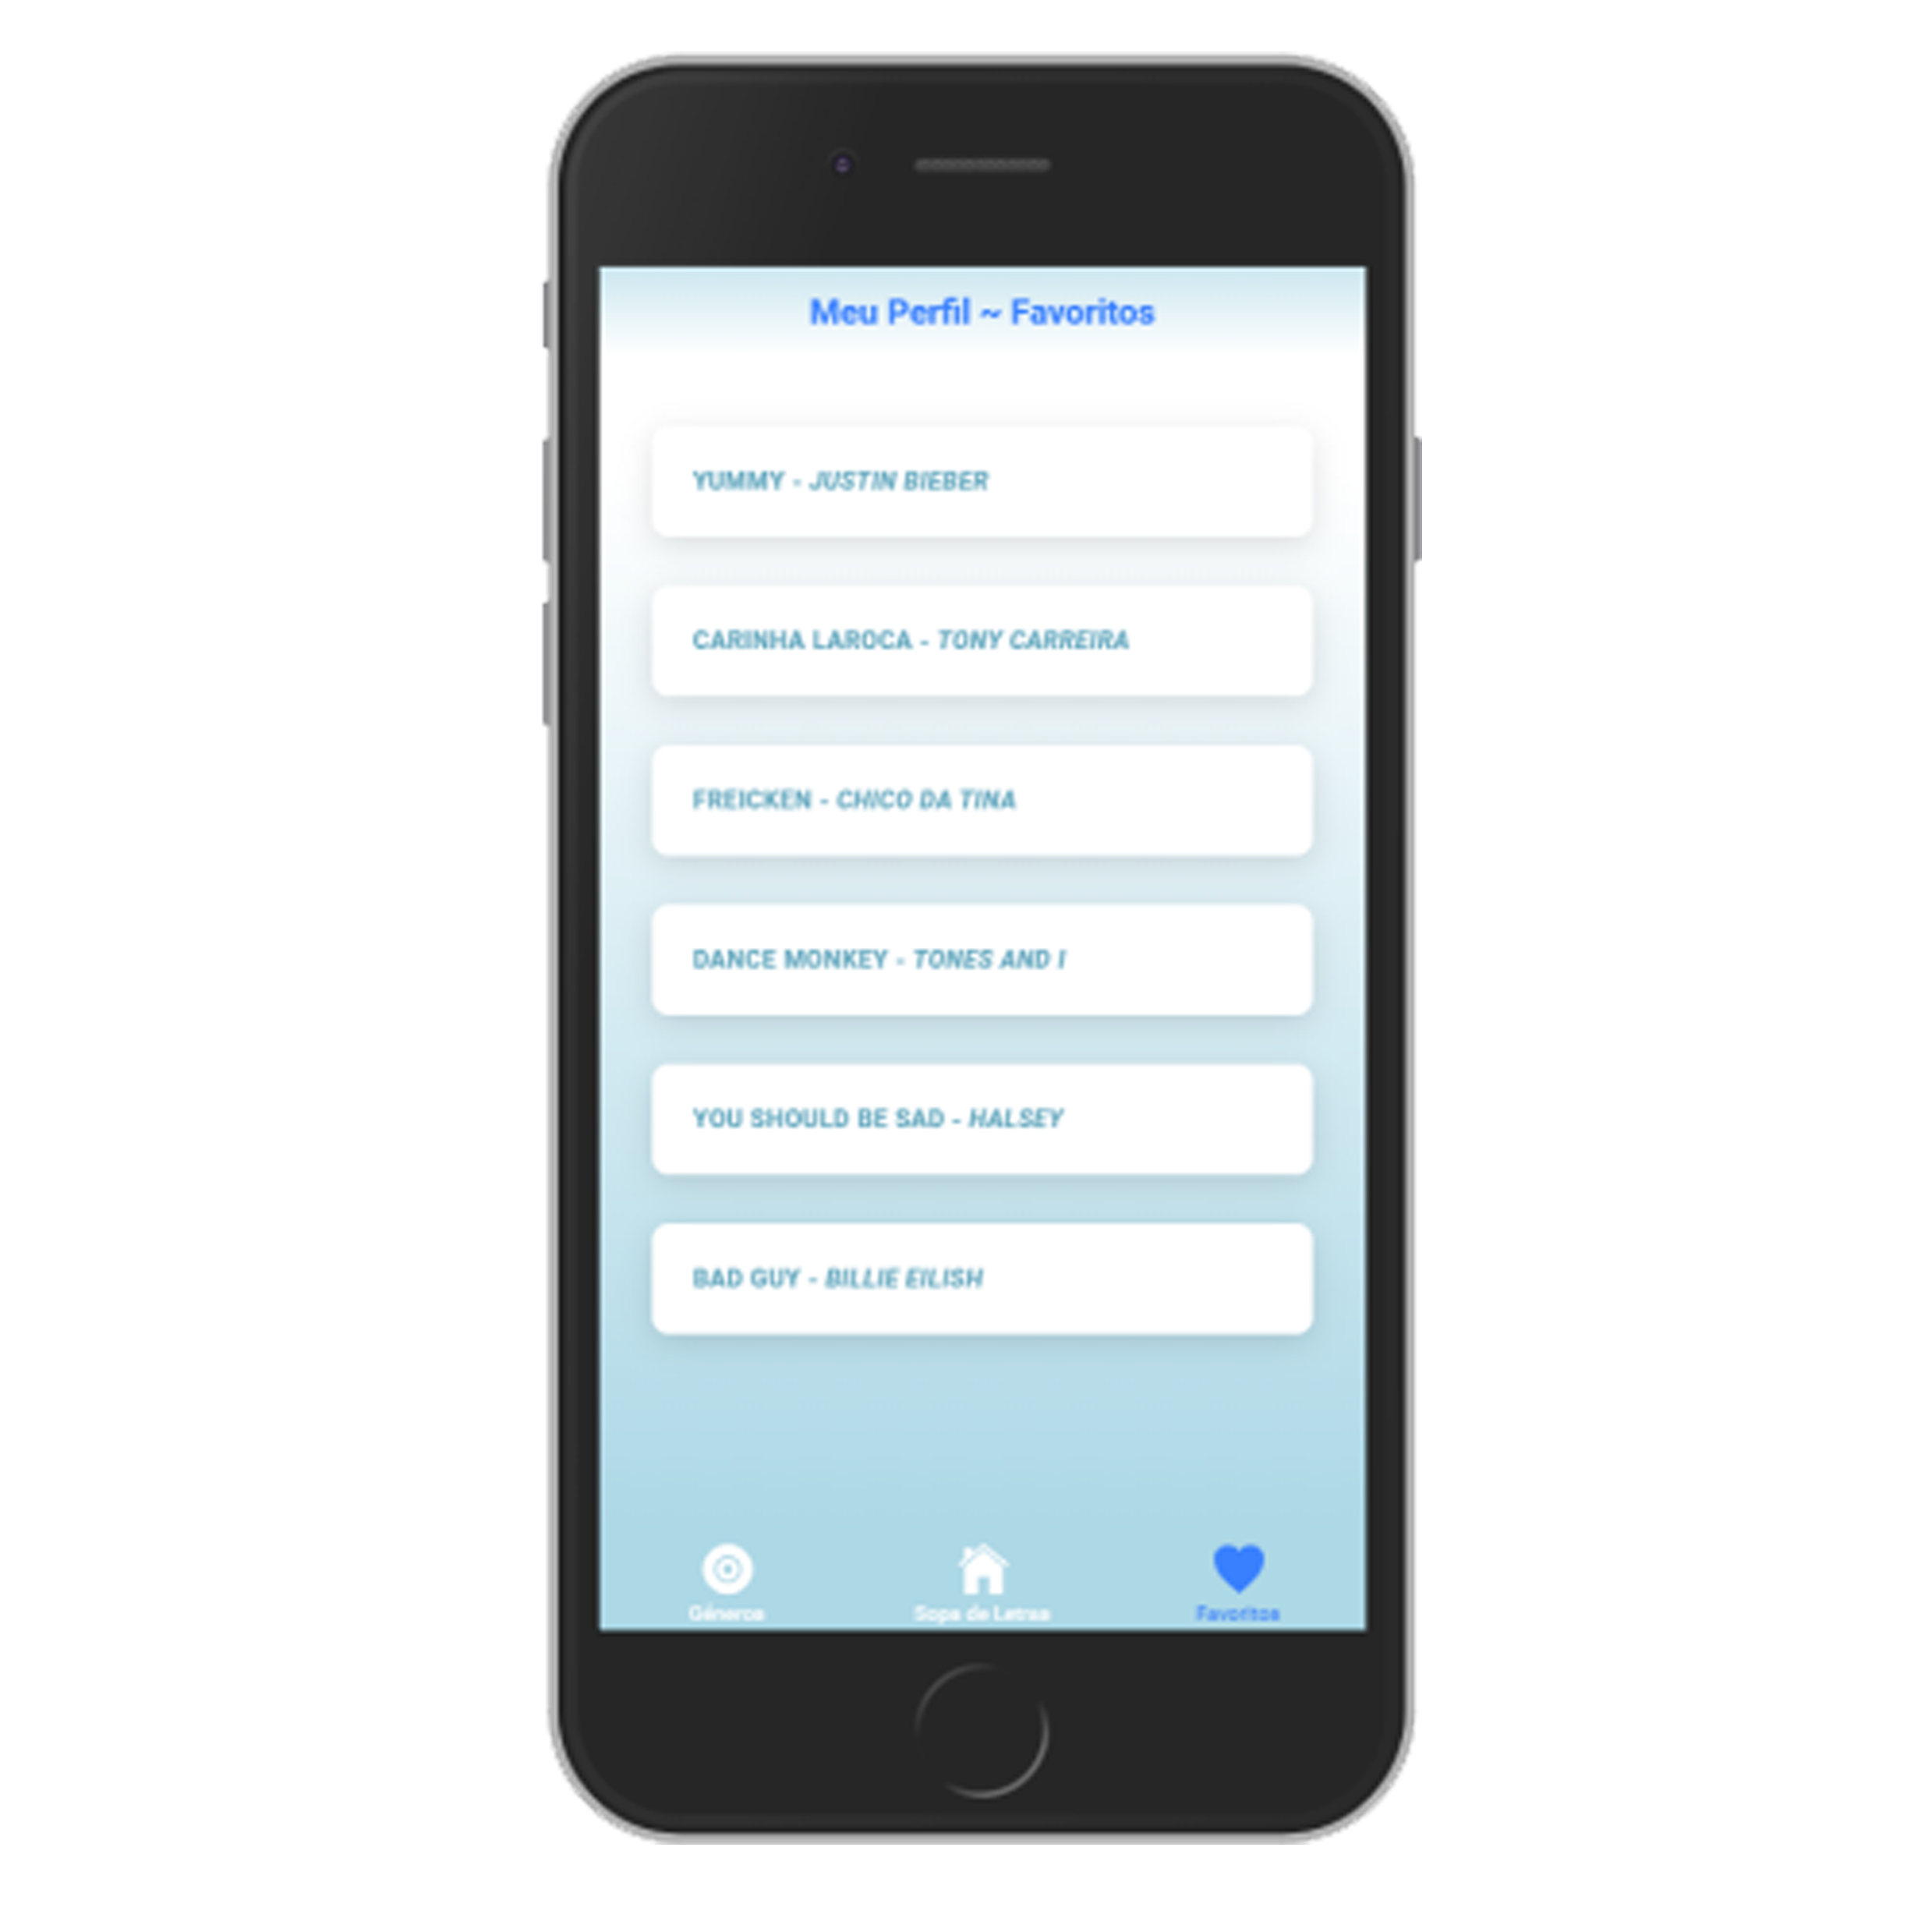 Meu Perfil ~ Favoritos
YUMMY - JUSTIN BIEBER
CARINHA LAROCA - TONY CARREIRA
FREICKEN - CHICO DA TINA
DANCE MONKEY - TONES AND I
YOU SHOULD BE SAD - HALSEY
BAD GUY - BILLIE EILISH
Géneros
Sopa de Letras
Favoritos